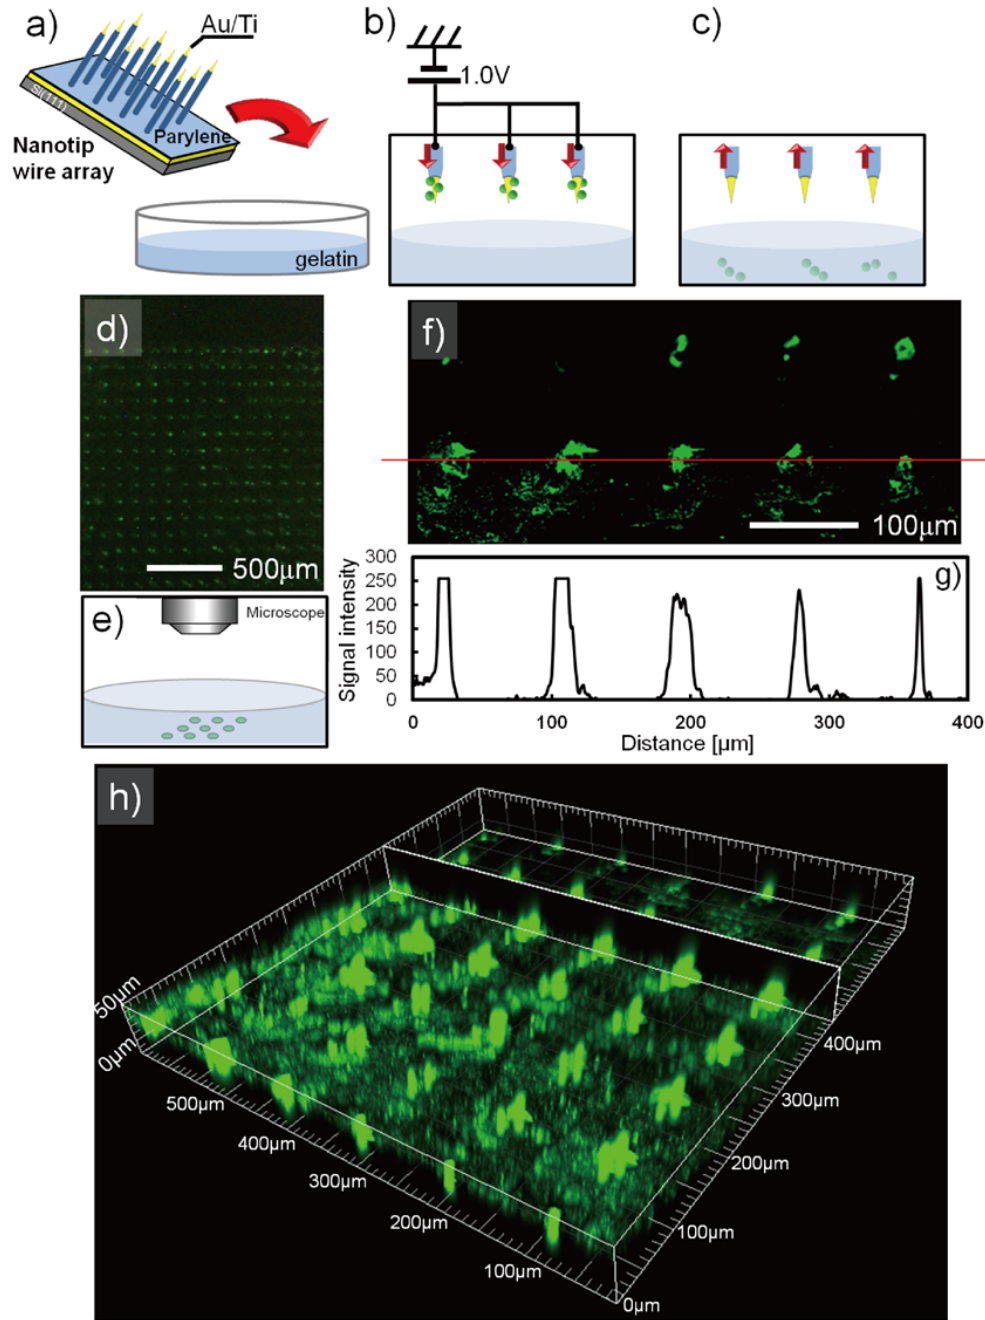 a)
Au/Ti
Si(111)
Parylene
Nanotip
wire array
gelatin
b)
1.0V
c)
d)
500μm
e)
Microscope
f)
100μm
g)
Signal intensity
300
250
200
150
100
50
0
0
100
200
300
400
Distance [μm]
h)
50μm
0μm
500μm
400μm
300μm
200μm
100μm
0μm
100μm
200μm
300μm
400μm